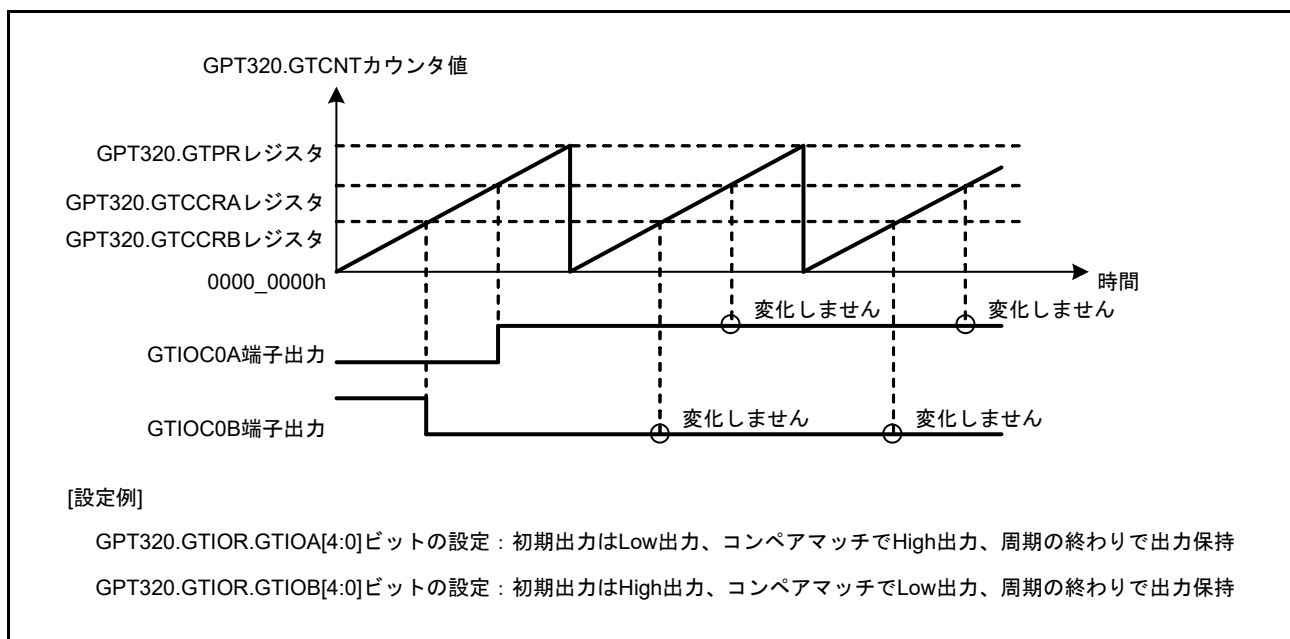 GPT320.GTCNTカウンタ値
GPT320.GTPRレジスタ
GPT320.GTCCRAレジスタ
GPT320.GTCCRBレジスタ
0000_0000h
時間
変化しません 変化しません
GTIOC0A端子出力
変化しません 変化しません
GTIOC0B端子出力
[設定例]
GPT320.GTIOR.GTIOA[4:0]ビットの設定:初期出力はLow出力、コンペアマッチでHigh出力、周期の終わりで出力保持
GPT320.GTIOR.GTIOB[4:0]ビットの設定:初期出力はHigh出力、コンペアマッチでLow出力、周期の終わりで出力保持